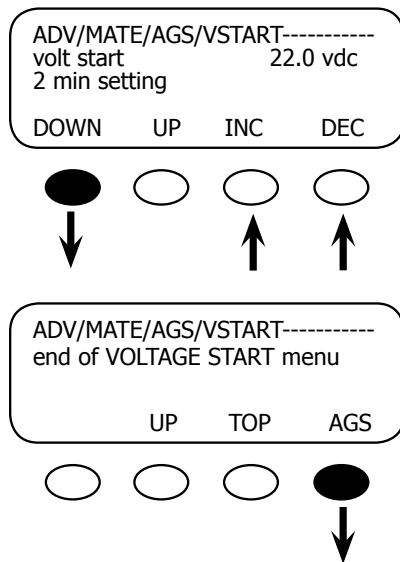 ADV/MATE/AGS/VSTART-----------
volt start 22.0 vdc
2 min setting
DOWN UP INC DEC
ADV/MATE/AGS/VSTART-----------
end of VOLTAGE START menu
UP TOP AGS